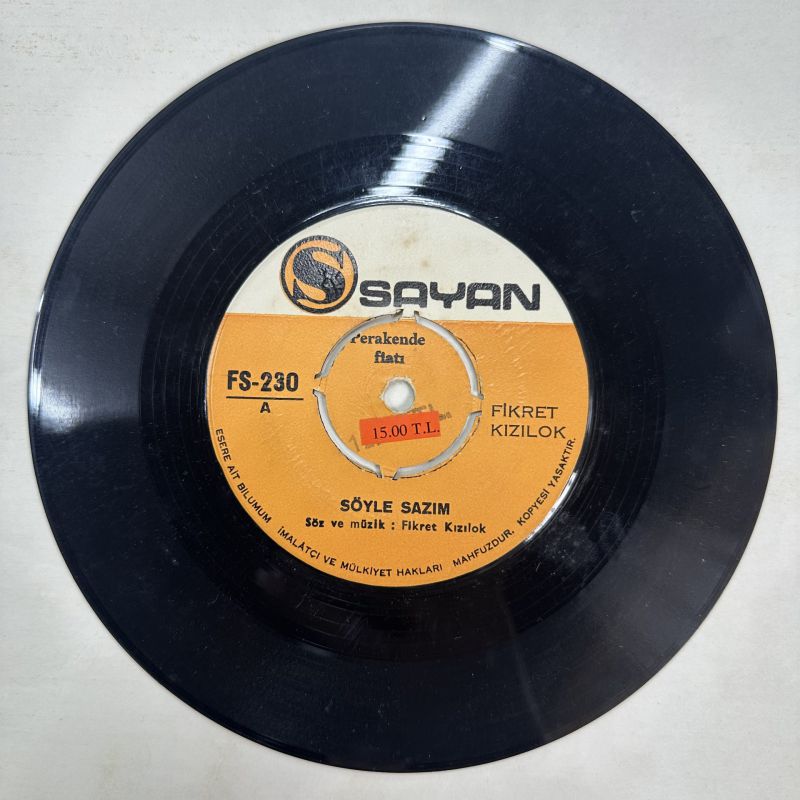 S SAYAN
Perakende
fiatı
FS-230
A
15.00 T.L.
FİKRET
KIZILOK
SÖYLE SAZIM
Söz ve müzik : Fikret Kızılok
ESERE AİT BİLUMUM İMALÂTÇI VE MÜLKİYET HAKLARI MAHFUZDUR. KOPYESİ YASAKTIR.